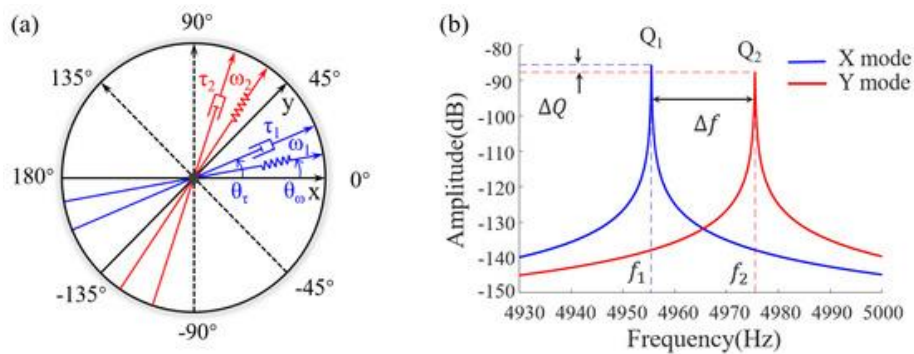 (a)
90°
135°
45°
τ₂
ω₂
y
τ₁
ω₁
180°
θτ
θω
x
0°
-135°
-45°
-90°
(b)
Q₁
Q₂
X mode
Y mode
ΔQ
Δf
f₁
f₂
Amplitude(dB)
-80
-90
-100
-110
-120
-130
-140
-150
4930 4940 4950 4960 4970 4980 4990 5000
Frequency(Hz)